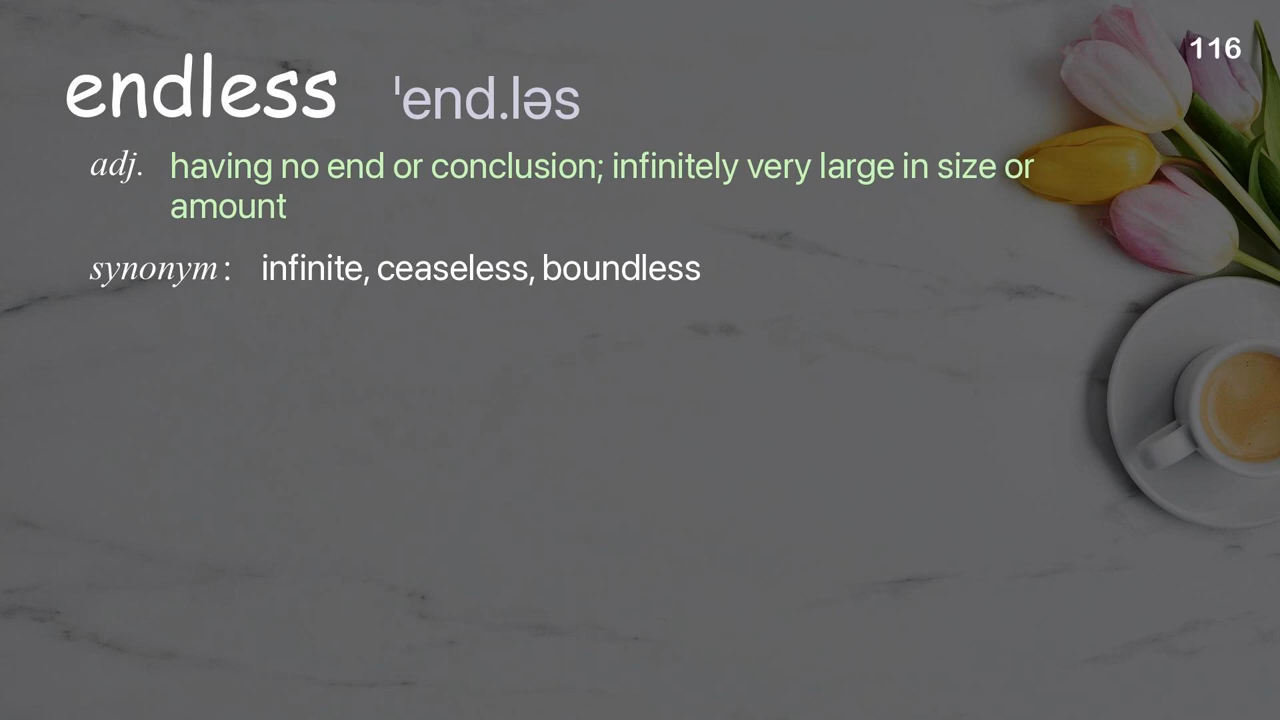 116
endless ˈend.ləs
adj. having no end or conclusion; infinitely very large in size or
amount
synonym: infinite, ceaseless, boundless